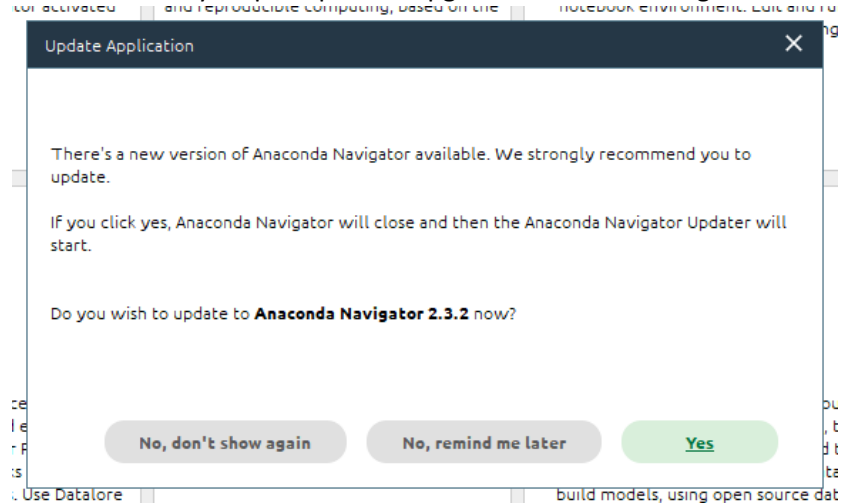 tor activated
and reproducible computing, based on the
notebook environment. Edit and ru
Update Application
There's a new version of Anaconda Navigator available. We strongly recommend you to
update.
If you click yes, Anaconda Navigator will close and then the Anaconda Navigator Updater will
start.
Do you wish to update to Anaconda Navigator 2.3.2 now?
No, don't show again
No, remind me later
Yes
. Use Datalore
build models, using open source dat